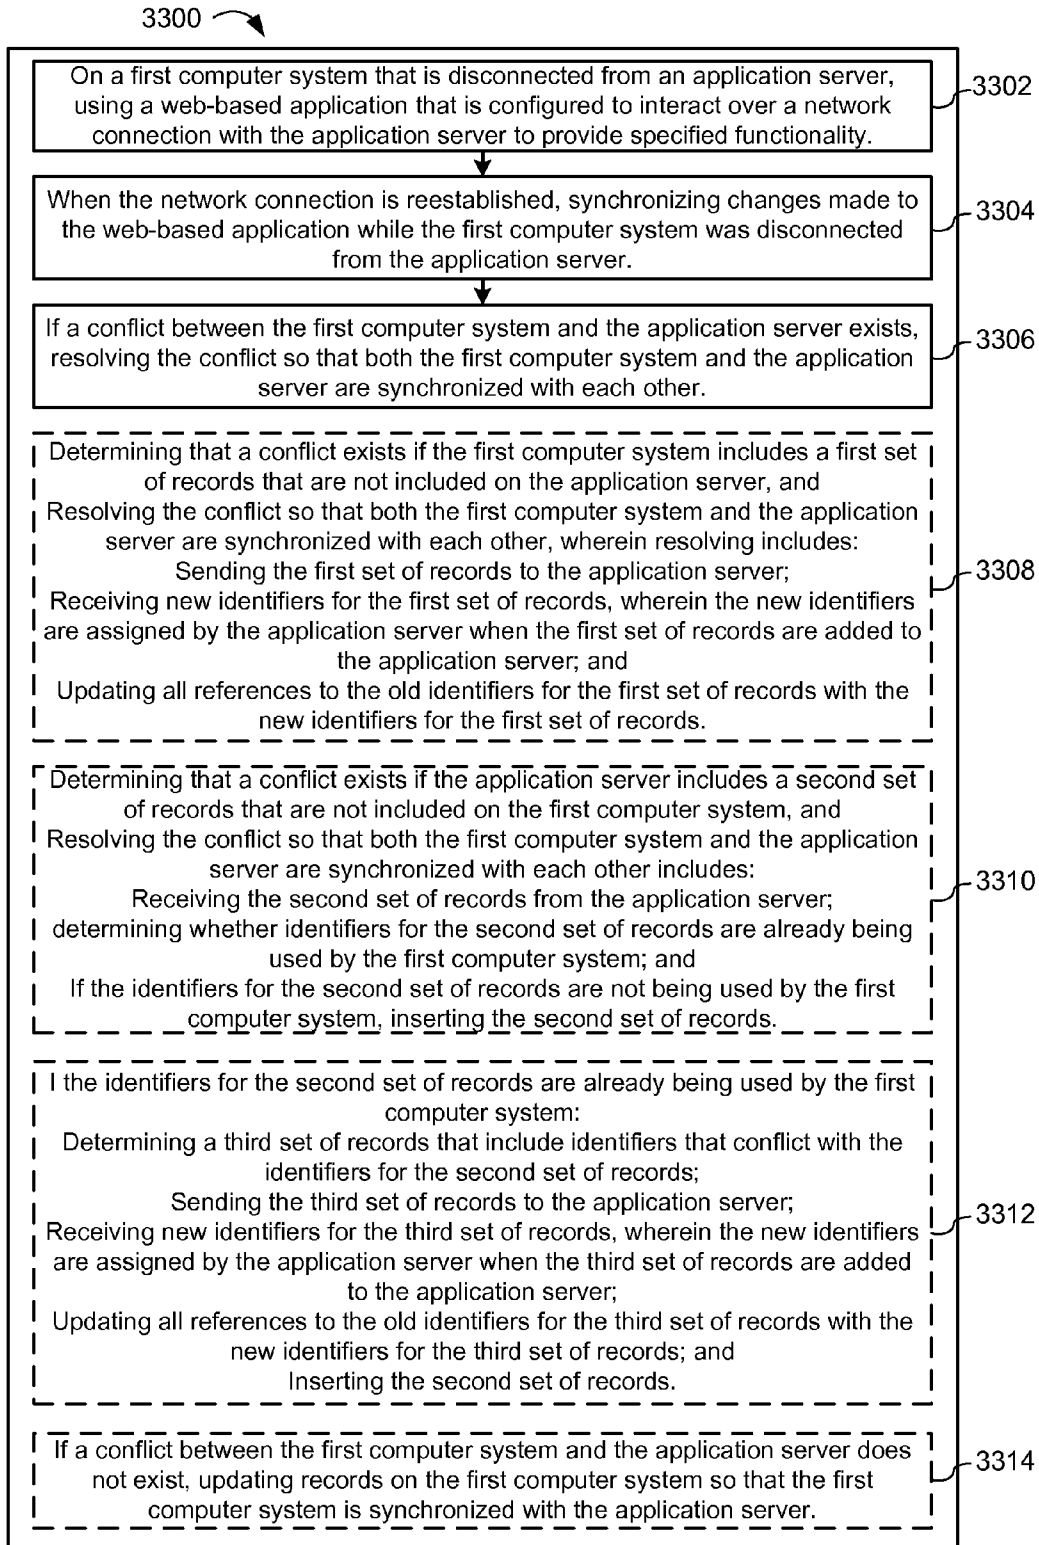 3300
On a first computer system that is disconnected from an application server,
using a web-based application that is configured to interact over a network
connection with the application server to provide specified functionality.
3302
When the network connection is reestablished, synchronizing changes made to
the web-based application while the first computer system was disconnected
from the application server.
3304
If a conflict between the first computer system and the application server exists,
resolving the conflict so that both the first computer system and the application
server are synchronized with each other.
3306
Determining that a conflict exists if the first computer system includes a first set
of records that are not included on the application server, and
Resolving the conflict so that both the first computer system and the application
server are synchronized with each other, wherein resolving includes:
Sending the first set of records to the application server;
Receiving new identifiers for the first set of records, wherein the new identifiers
are assigned by the application server when the first set of records are added to
the application server; and
Updating all references to the old identifiers for the first set of records with the
new identifiers for the first set of records.
3308
Determining that a conflict exists if the application server includes a second set
of records that are not included on the first computer system, and
Resolving the conflict so that both the first computer system and the application
server are synchronized with each other includes:
Receiving the second set of records from the application server;
determining whether identifiers for the second set of records are already being
used by the first computer system; and
If the identifiers for the second set of records are not being used by the first
computer system, inserting the second set of records.
3310
I the identifiers for the second set of records are already being used by the first
computer system:
Determining a third set of records that include identifiers that conflict with the
identifiers for the second set of records;
Sending the third set of records to the application server;
Receiving new identifiers for the third set of records, wherein the new identifiers
are assigned by the application server when the third set of records are added
to the application server;
Updating all references to the old identifiers for the third set of records with the
new identifiers for the third set of records; and
Inserting the second set of records.
3312
If a conflict between the first computer system and the application server does
not exist, updating records on the first computer system so that the first
computer system is synchronized with the application server.
3314